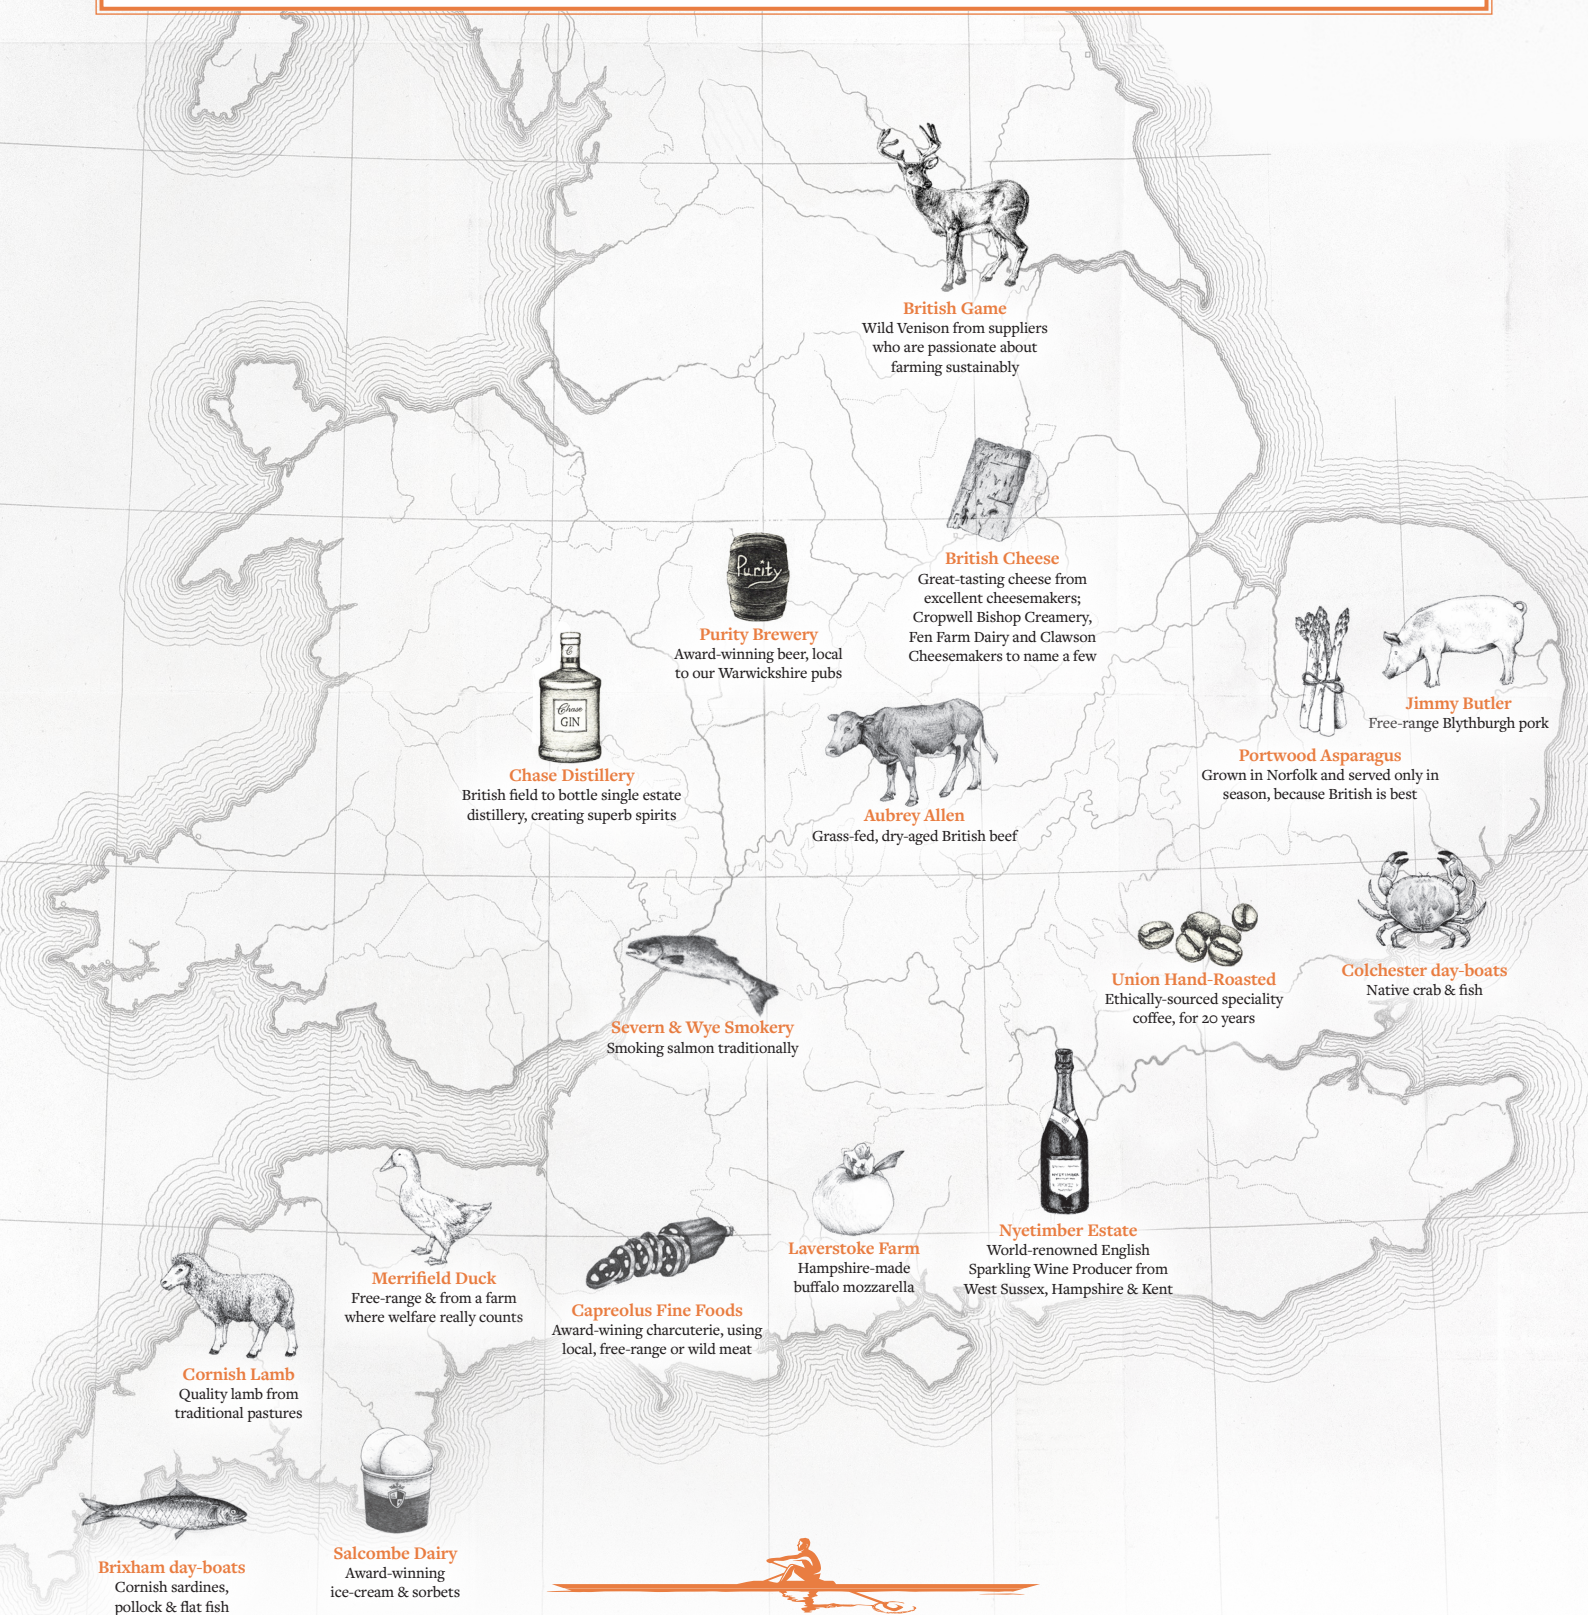 British Game
Wild Venison from suppliers
who are passionate about
farming sustainably
British Cheese
Great-tasting cheese from
excellent cheesemakers;
Cropwell Bishop Creamery,
Fen Farm Dairy and Clawson
Cheesemakers to name a few
Purity
Purity Brewery
Award-winning beer, local
to our Warwickshire pubs
Chase
GIN
Chase Distillery
British field to bottle single estate
distillery, creating superb spirits
Jimmy Butler
Free-range Blythburgh pork
Portwood Asparagus
Grown in Norfolk and served only in
season, because British is best
Aubrey Allen
Grass-fed, dry-aged British beef
Union Hand-Roasted
Ethically-sourced speciality
coffee, for 20 years
Colchester day-boats
Native crab & fish
Severn & Wye Smokery
Smoking salmon traditionally
Nyetimber Estate
World-renowned English
Sparkling Wine Producer from
West Sussex, Hampshire & Kent
Laverstoke Farm
Hampshire-made
buffalo mozzarella
Merrifield Duck
Free-range & from a farm
where welfare really counts
Capreolus Fine Foods
Award-wining charcuterie, using
local, free-range or wild meat
Cornish Lamb
Quality lamb from
traditional pastures
Salcombe Dairy
Award-winning
ice-cream & sorbets
Brixham day-boats
Cornish sardines,
pollock & flat fish